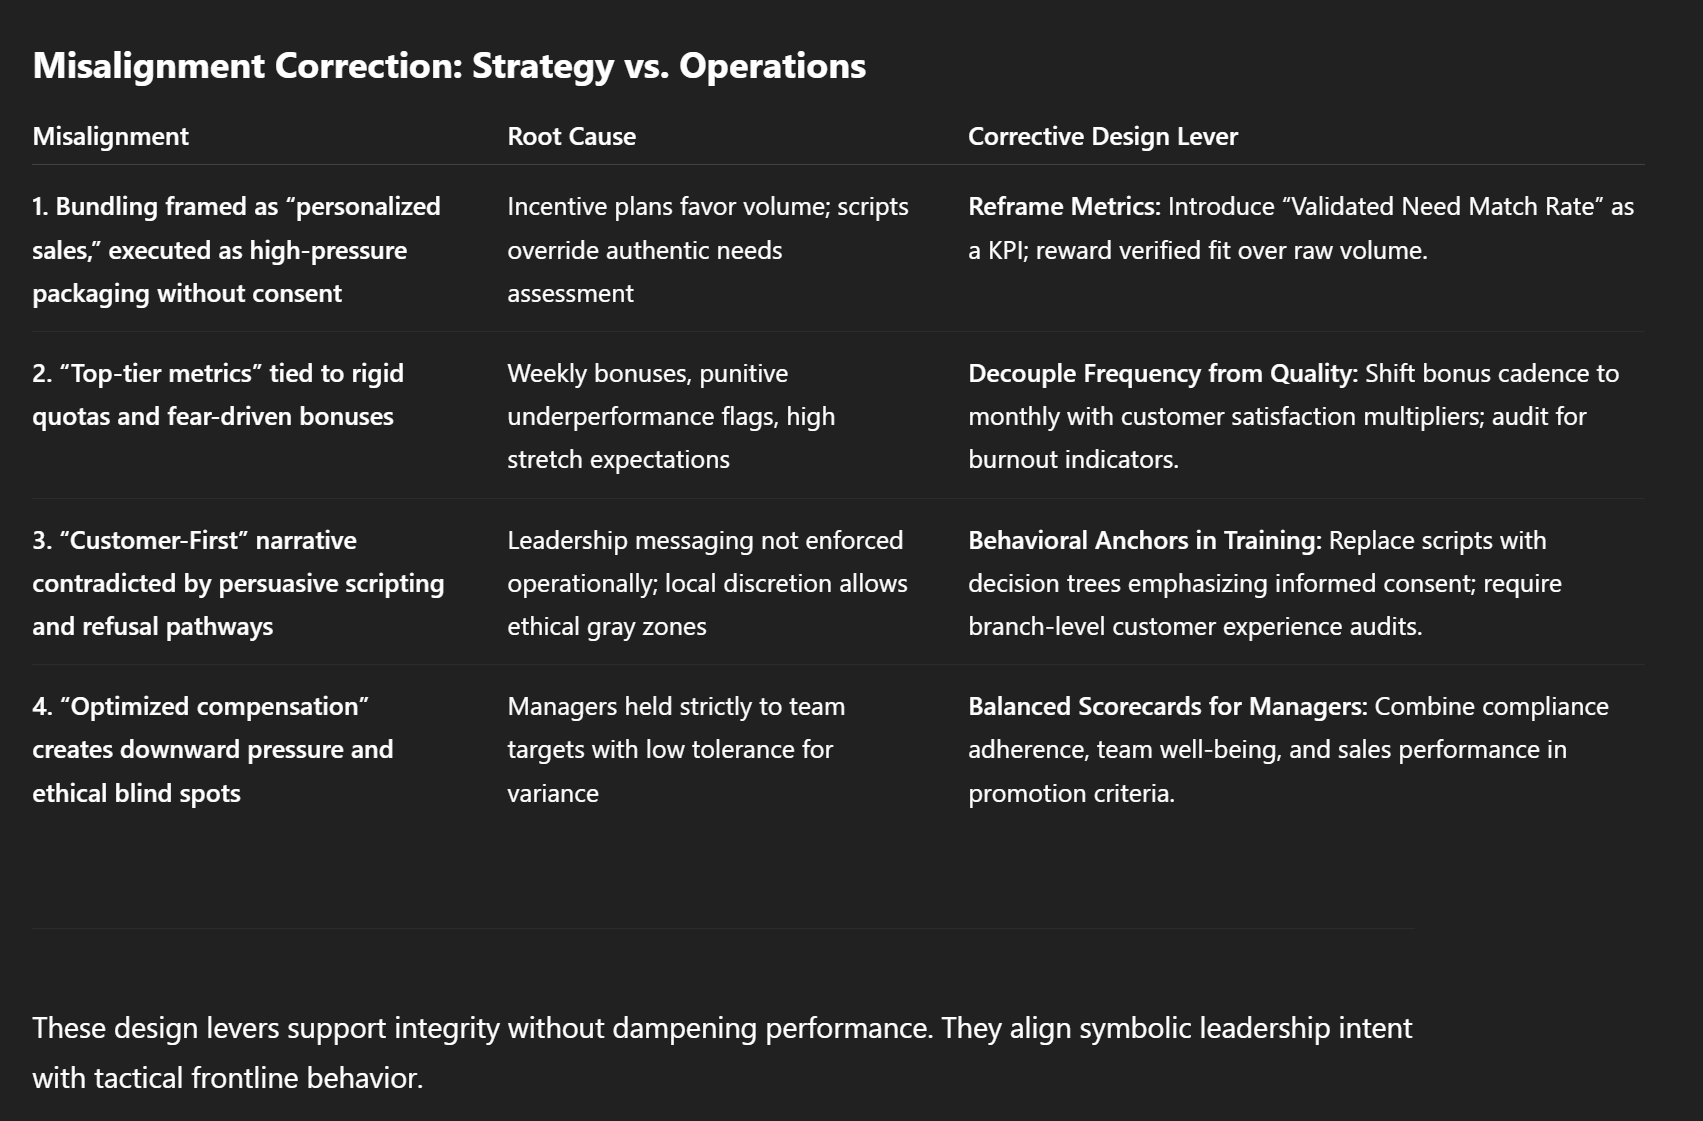 Misalignment Correction: Strategy vs. Operations
Misalignment Root Cause Corrective Design Lever
1. Bundling framed as “personalized
sales,” executed as high-pressure
packaging without consent
Incentive plans favor volume; scripts
override authentic needs
assessment
Reframe Metrics: Introduce “Validated Need Match Rate” as
a KPI; reward verified fit over raw volume.
2. “Top-tier metrics” tied to rigid
quotas and fear-driven bonuses
Weekly bonuses, punitive
underperformance flags, high
stretch expectations
Decouple Frequency from Quality: Shift bonus cadence to
monthly with customer satisfaction multipliers; audit for
burnout indicators.
3. “Customer-First” narrative
contradicted by persuasive scripting
and refusal pathways
Leadership messaging not enforced
operationally; local discretion allows
ethical gray zones
Behavioral Anchors in Training: Replace scripts with
decision trees emphasizing informed consent; require
branch-level customer experience audits.
4. “Optimized compensation”
creates downward pressure and
ethical blind spots
Managers held strictly to team
targets with low tolerance for
variance
Balanced Scorecards for Managers: Combine compliance
adherence, team well-being, and sales performance in
promotion criteria.
These design levers support integrity without dampening performance. They align symbolic leadership intent
with tactical frontline behavior.